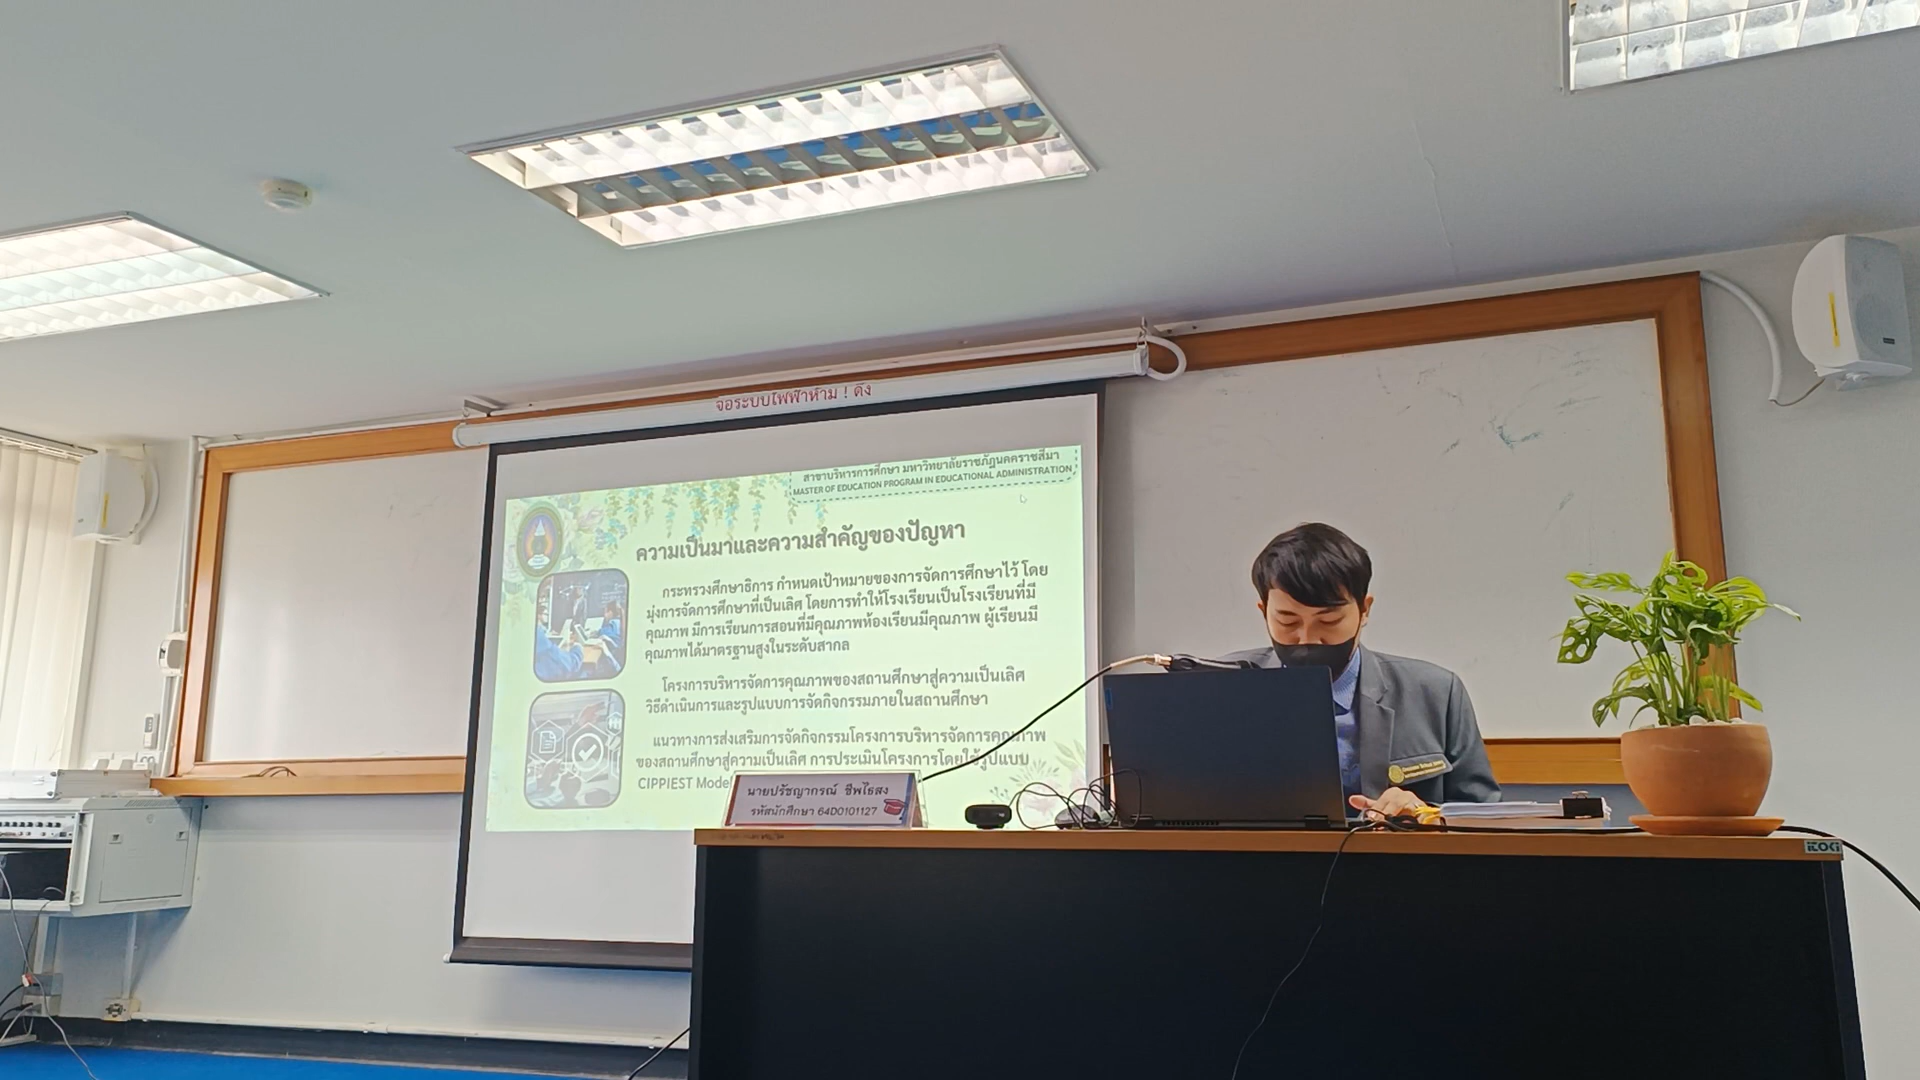 จอระบบไฟฟ้าห้าม ! ดึง
สาขาบริหารการศึกษา มหาวิทยาลัยราชภัฏนครราชสีมา
MASTER OF EDUCATION PROGRAM IN EDUCATIONAL ADMINISTRATION
ความเป็นมาและความสำคัญของปัญหา
กระทรวงศึกษาธิการ กำหนดเป้าหมายของการจัดการศึกษาไว้ โดย
มุ่งการจัดการศึกษาที่เป็นเลิศ โดยการทำให้โรงเรียนเป็นโรงเรียนที่มี
คุณภาพ มีการเรียนการสอนที่มีคุณภาพห้องเรียนมีคุณภาพ ผู้เรียนมี
คุณภาพได้มาตรฐานสูงในระดับสากล
โครงการบริหารจัดการคุณภาพของสถานศึกษาสู่ความเป็นเลิศ
วิธีดำเนินการและรูปแบบการจัดกิจกรรมภายในสถานศึกษา
แนวทางการส่งเสริมการจัดกิจกรรมโครงการบริหารจัดการคุณภาพ
ของสถานศึกษาสู่ความเป็นเลิศ การประเมินโครงการโดยใช้รูปแบบ
CIPPIEST Model
นายปรัชญากรณ์ ชีพไธสง
รหัสนักศึกษา 64D0101127
ITOKI